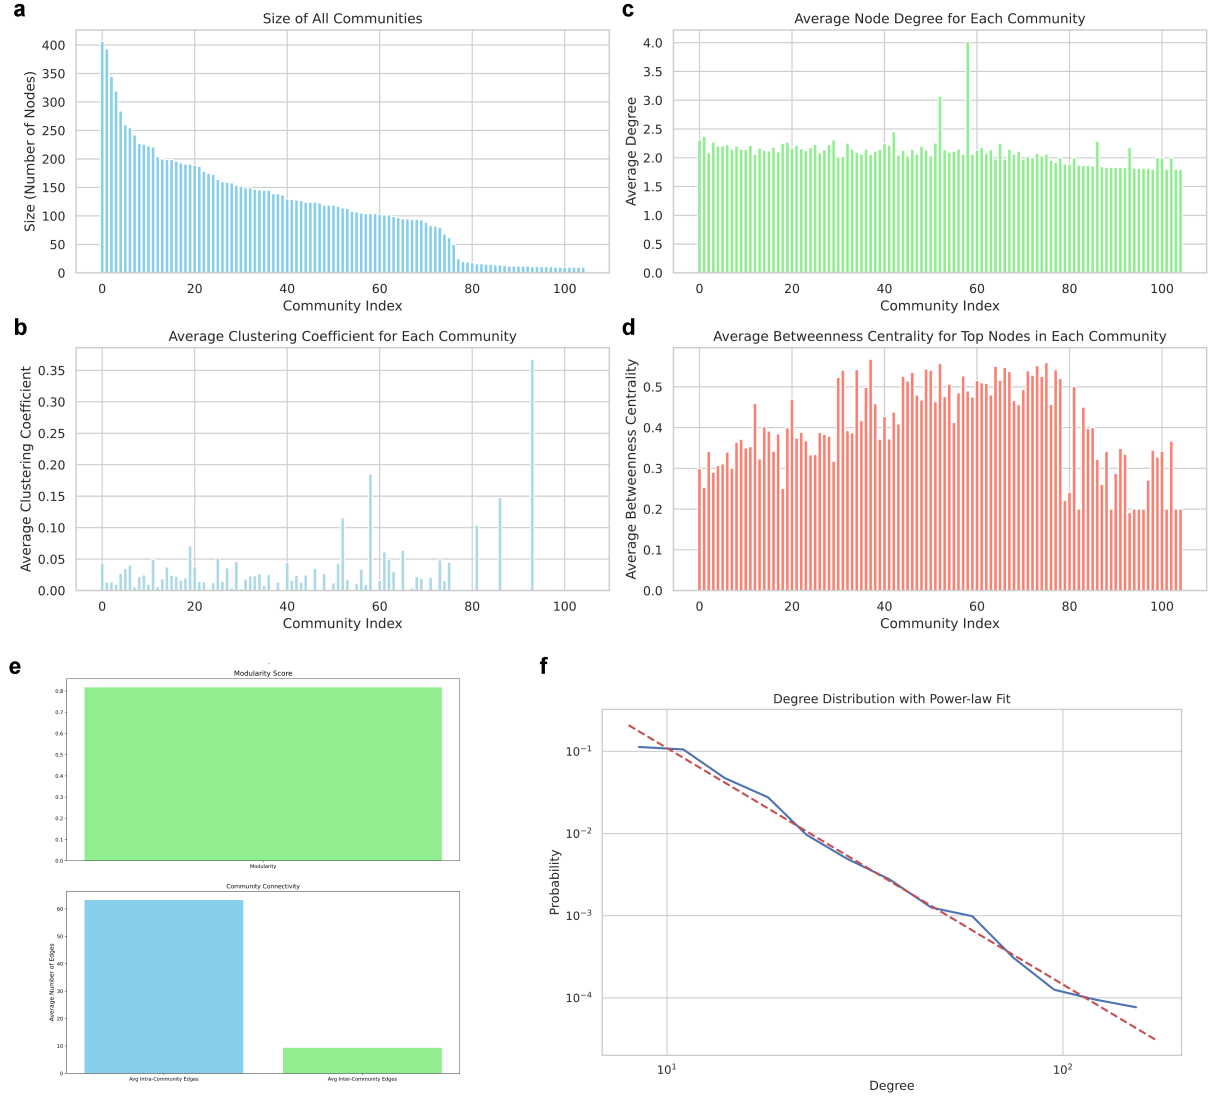 a
Size of All Communities
Size (Number of Nodes)
400
350
300
250
200
150
100
50
0
0 20 40 60 80 100
Community Index
c
Average Node Degree for Each Community
Average Degree
4.0
3.5
3.0
2.5
2.0
1.5
1.0
0.5
0.0
0 20 40 60 80 100
Community Index
b
Average Clustering Coefficient for Each Community
Average Clustering Coefficient
0.35
0.30
0.25
0.20
0.15
0.10
0.05
0.00
0 20 40 60 80 100
Community Index
d
Average Betweenness Centrality for Top Nodes in Each Community
Average Betweenness Centrality
0.5
0.4
0.3
0.2
0.1
0.0
0 20 40 60 80 100
Community Index
e
Modularity Score
0.8
0.7
0.6
0.5
0.4
0.3
0.2
0.1
0.0
Modularity
Community Connectivity
Average Number of Edges
60
50
40
30
20
10
0
Avg Intra-Community Edges Avg Inter-Community Edges
f
Degree Distribution with Power-law Fit
Probability
10⁻¹
10⁻²
10⁻³
10⁻⁴
10¹ 10²
Degree